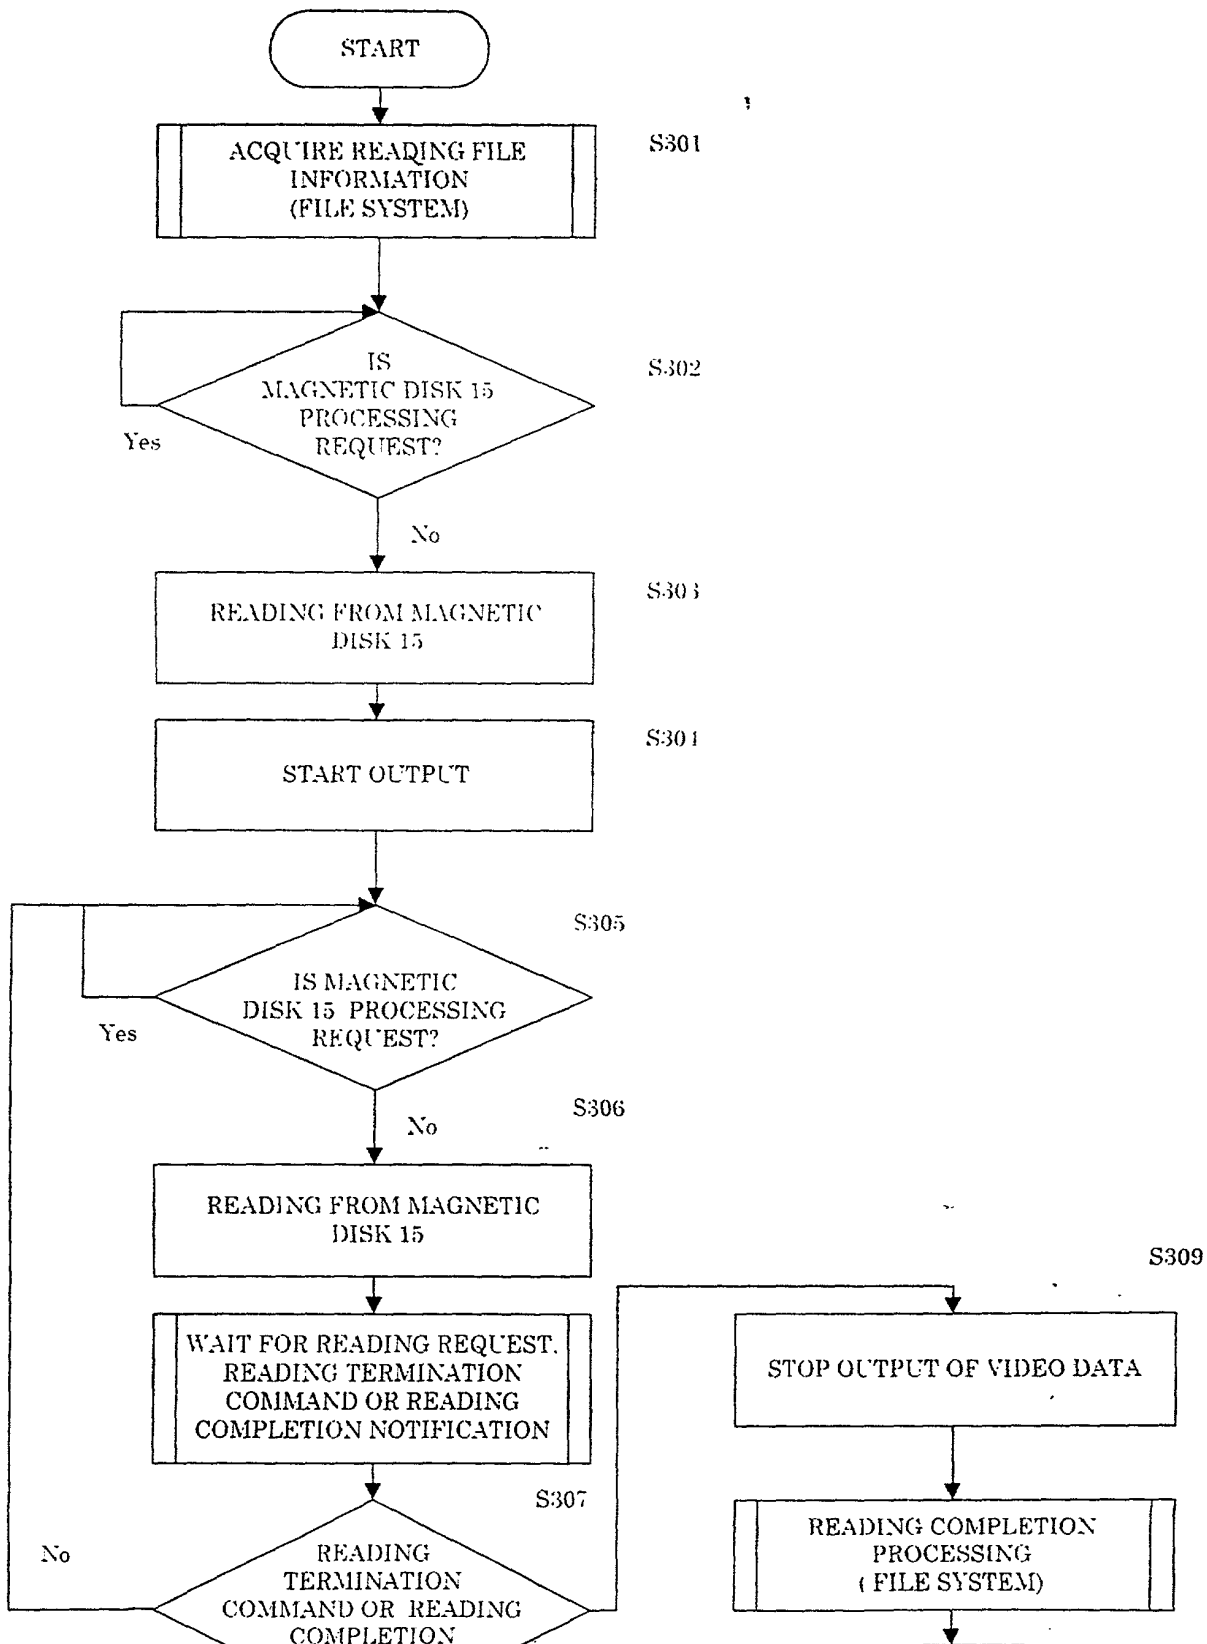 START
S301
ACQUIRE READING FILE
INFORMATION
(FILE SYSTEM)
S302
IS
MAGNETIC DISK 15
PROCESSING
REQUEST?
Yes
No
S303
READING FROM MAGNETIC
DISK 15
S304
START OUTPUT
S305
IS MAGNETIC
DISK 15 PROCESSING
REQUEST?
Yes
S306
No
READING FROM MAGNETIC
DISK 15
WAIT FOR READING REQUEST,
READING TERMINATION
COMMAND OR READING
COMPLETION NOTIFICATION
S307
No
READING
TERMINATION
COMMAND OR READING
COMPLETION
S309
STOP OUTPUT OF VIDEO DATA
READING COMPLETION
PROCESSING
( FILE SYSTEM)